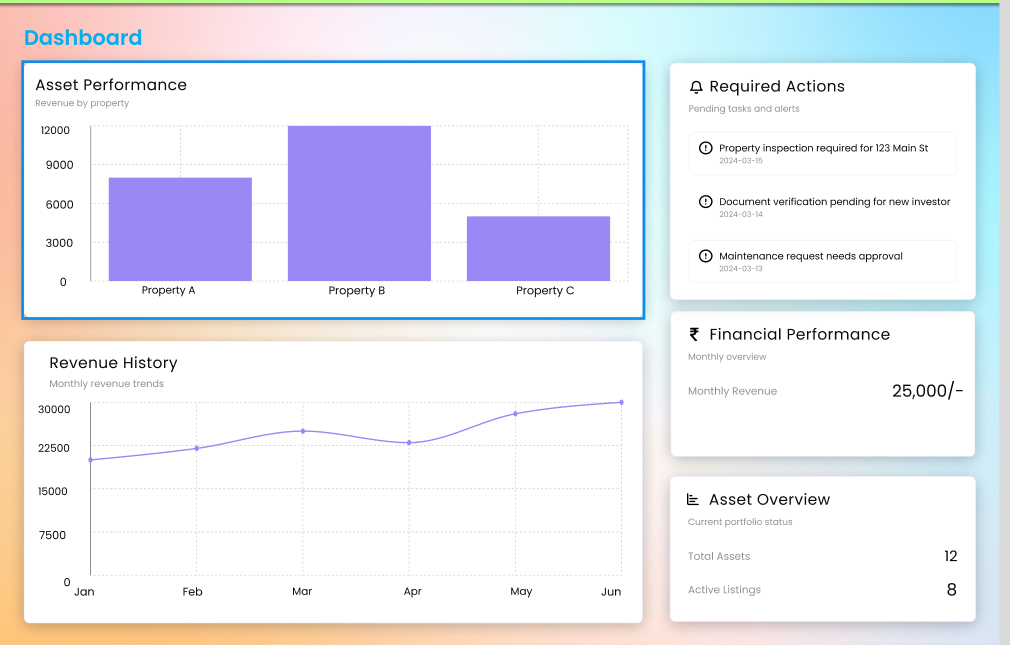 Dashboard
Asset Performance
Revenue by property
12000
9000
6000
3000
0
Property A
Property B
Property C
Revenue History
Monthly revenue trends
30000
22500
15000
7500
0
Jan
Feb
Mar
Apr
May
Jun
Required Actions
Pending tasks and alerts
Property inspection required for 123 Main St
2024-03-15
Document verification pending for new investor
2024-03-14
Maintenance request needs approval
2024-03-13
₹ Financial Performance
Monthly overview
Monthly Revenue 25,000/-
Asset Overview
Current portfolio status
Total Assets 12
Active Listings 8